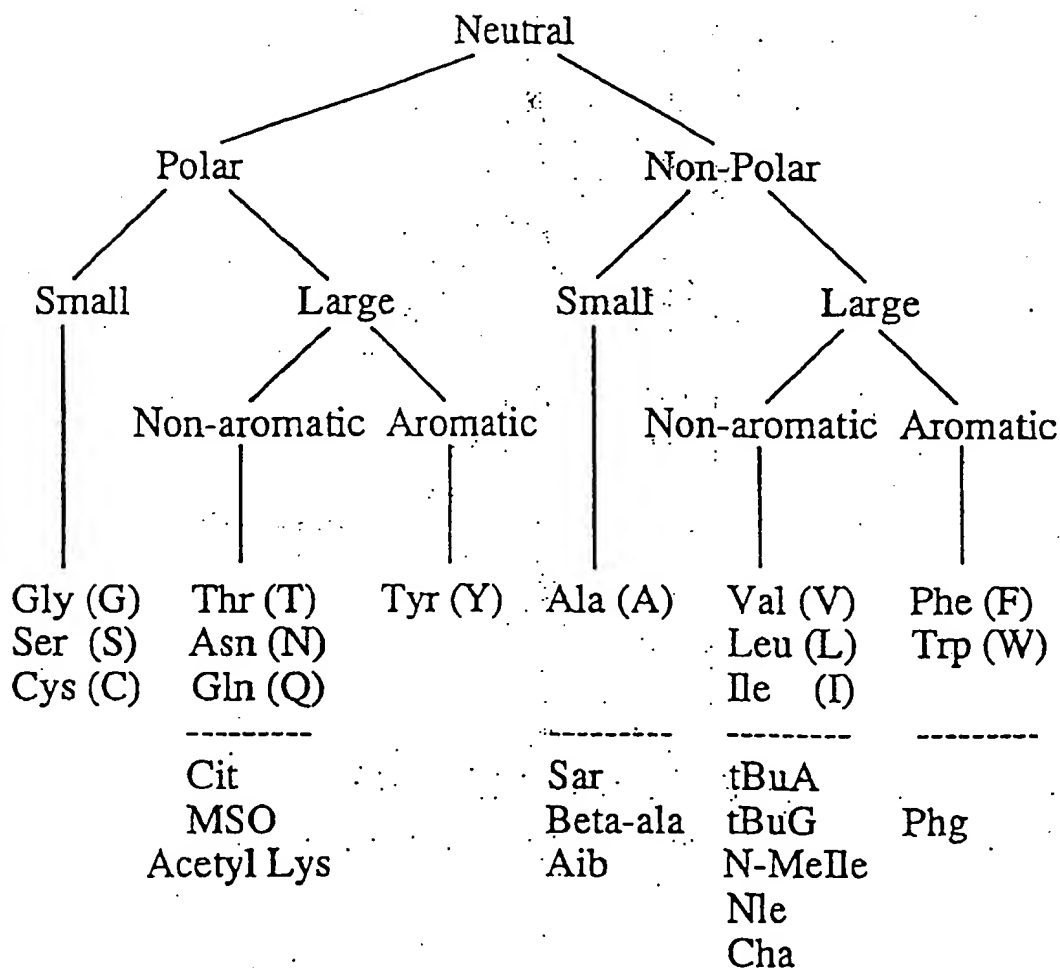 Neutral
Polar Non-Polar
Small Large Small Large
Non-aromatic Aromatic Non-aromatic Aromatic
Gly (G) Thr (T) Tyr (Y) Ala (A) Val (V) Phe (F)
Ser (S) Asn (N) Leu (L) Trp (W)
Cys (C) Gln (Q) Ile (I)
--------- --------- --------- ---------
Cit Sar tBuA
MSO Beta-ala tBuG Phg
Acetyl Lys Aib N-MeIle
Nle
Cha